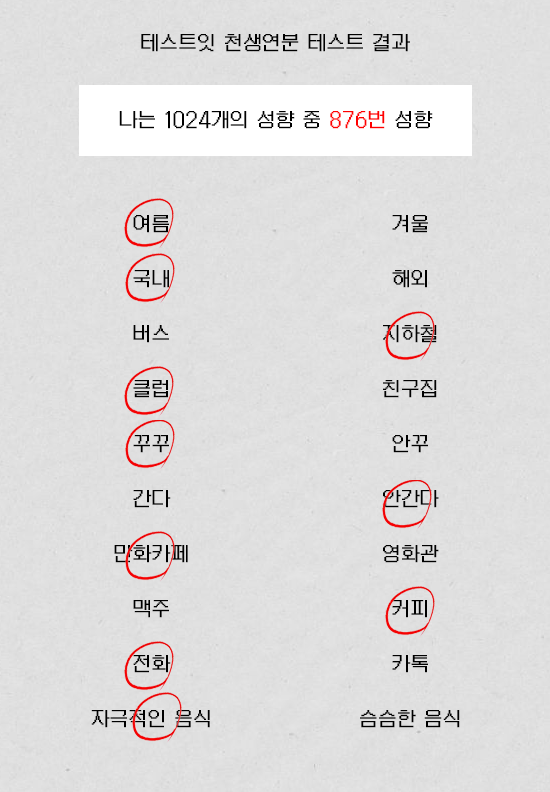 테스트잇 천생연분 테스트 결과
나는 1024개의 성향 중 876번 성향
여름 겨울
국내 해외
버스 지하철
클럽 친구집
꾸꾸 안꾸
간다 안간다
만화카페 영화관
맥주 커피
전화 카톡
자극적인 음식 슴슴한 음식